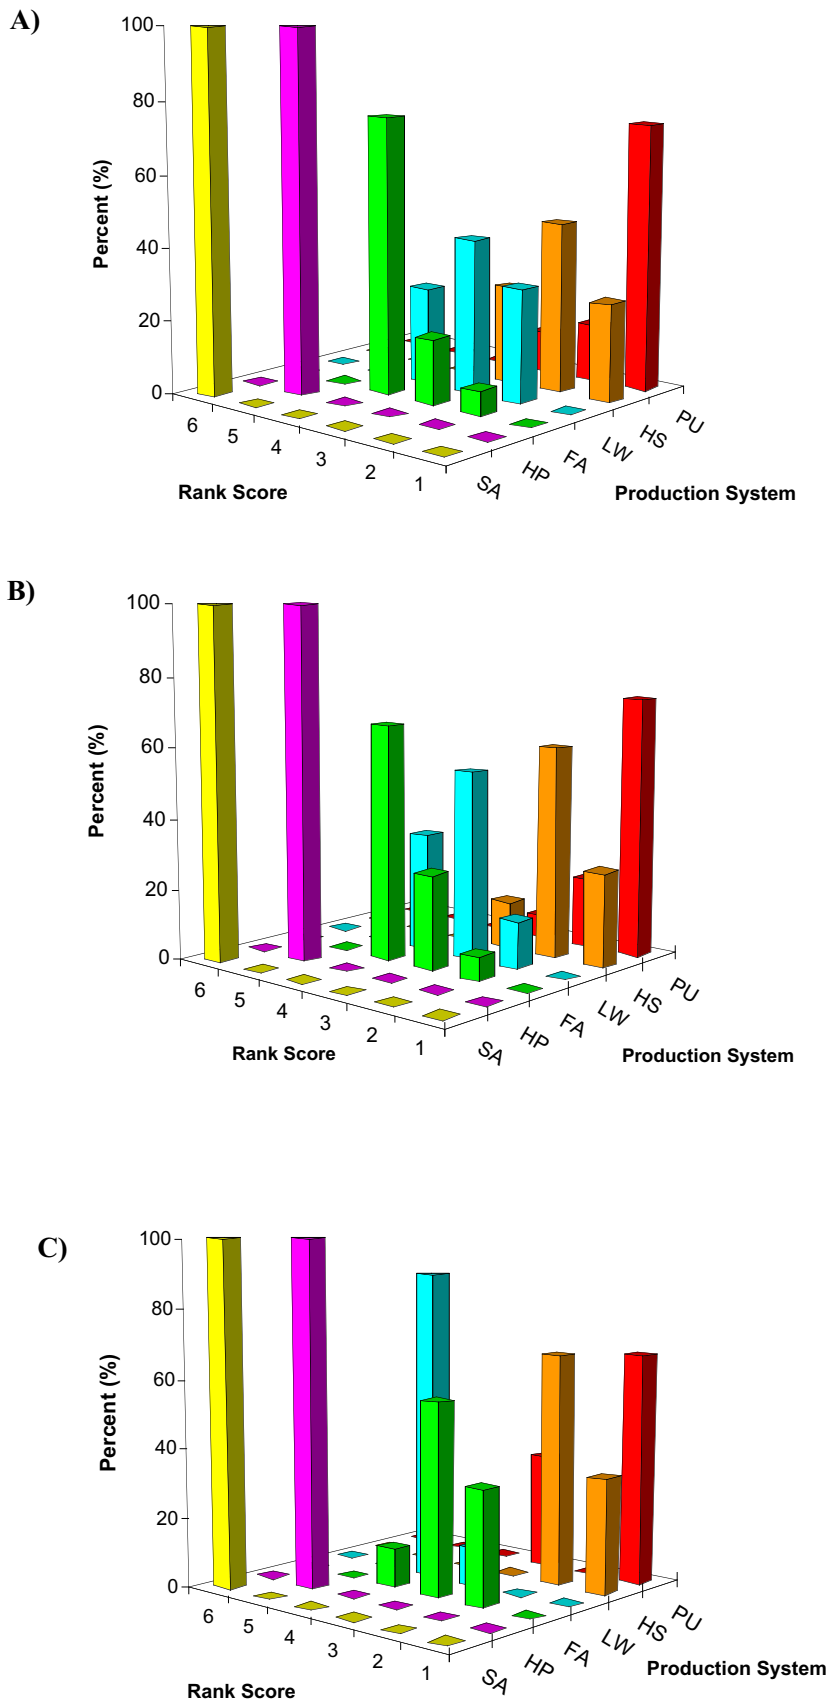 A)
100
80
60
40
20
0
Percent (%)
6
5
4
3
2
1
Rank Score
SA
HP
FA
LW
HS
PU
Production System
B)
100
80
60
40
20
0
Percent (%)
6
5
4
3
2
1
Rank Score
SA
HP
FA
LW
HS
PU
Production System
C)
100
80
60
40
20
0
Percent (%)
6
5
4
3
2
1
Rank Score
SA
HP
FA
LW
HS
PU
Production System